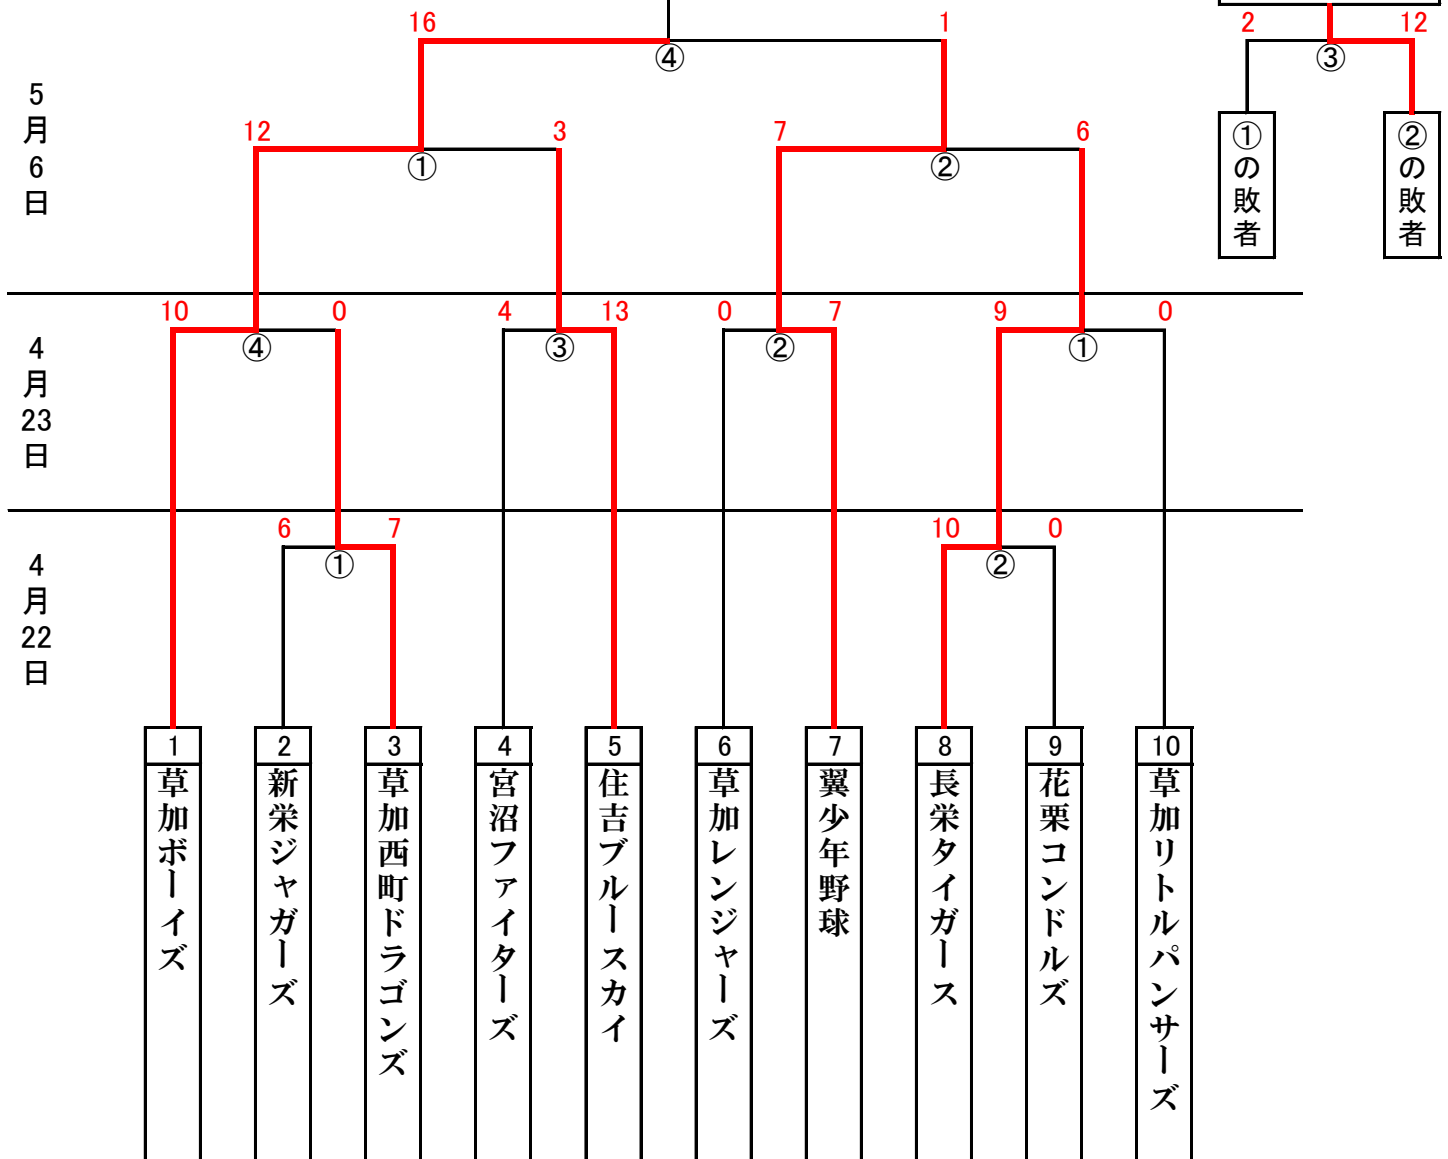 16 1
④
2 12
③
5月6日
12 3
①
7 6
②
①の敗者
②の敗者
4月23日
10 0
④
4 13
③
0 7
②
9 0
①
4月22日
6 7
①
10 0
②
1 草加ボーイズ
2 新栄ジャガーズ
3 草加西町ドラゴンズ
4 宮沼ファイターズ
5 住吉ブルースカイ
6 草加レンジャーズ
7 翼少年野球
8 長栄タイガース
9 花栗コンドルズ
10 草加リトルパンサーズ